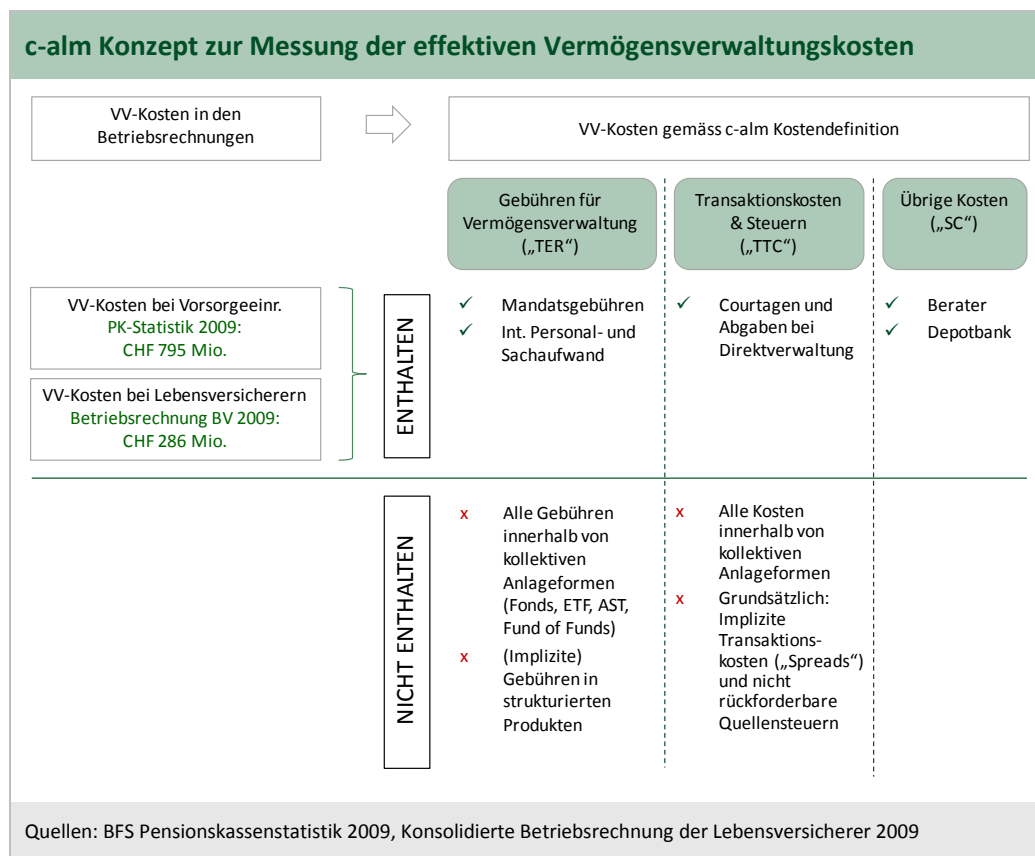 c-alm Konzept zur Messung der effektiven Vermögensverwaltungskosten
VV-Kosten in den
Betriebsrechnungen
VV-Kosten gemäss c-alm Kostendefinition
Gebühren für
Vermögensverwaltung
(„TER“)
Transaktionskosten
& Steuern
(„TTC“)
Übrige Kosten
(„SC“)
VV-Kosten bei Vorsorgeeinr.
PK-Statistik 2009:
CHF 795 Mio.
VV-Kosten bei Lebensversicherern
Betriebsrechnung BV 2009:
CHF 286 Mio.
ENTHALTEN
✓ Mandatsgebühren
✓ Int. Personal- und
Sachaufwand
✓ Courtagen und
Abgaben bei
Direktverwaltung
✓ Berater
✓ Depotbank
NICHT ENTHALTEN
x Alle Gebühren
innerhalb von
kollektiven
Anlageformen
(Fonds, ETF, AST,
Fund of Funds)
x (Implizite)
Gebühren in
strukturierten
Produkten
x Alle Kosten
innerhalb von
kollektiven
Anlageformen
x Grundsätzlich:
Implizite
Transaktions-
kosten („Spreads“)
und nicht
rückforderbare
Quellensteuern
Quellen: BFS Pensionskassenstatistik 2009, Konsolidierte Betriebsrechnung der Lebensversicherer 2009